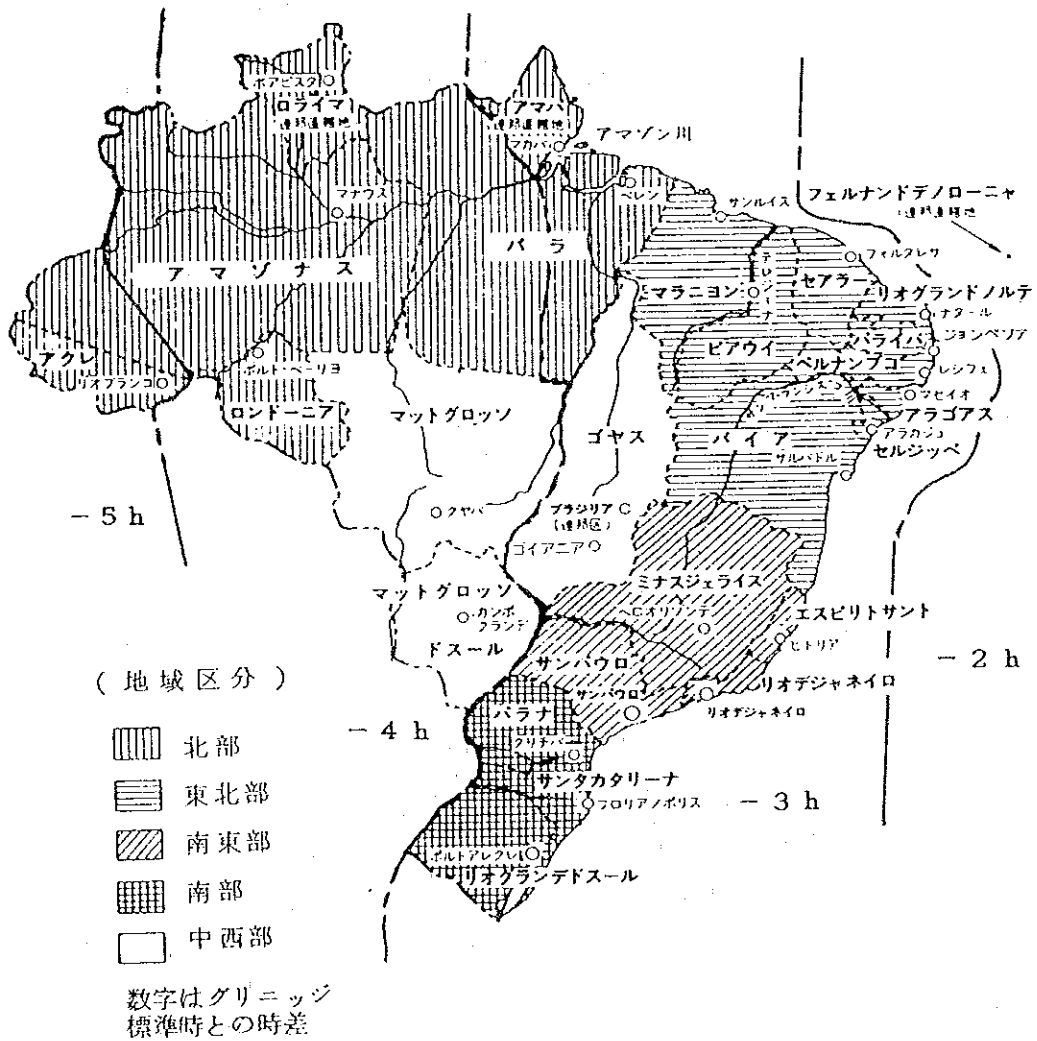 ボアビスタ
ロライマ
連邦直轄地
アマパ
連邦直轄地
マカパ
アマゾン川
マナウス
ベレン
サンルイス
フェルナンドデノローニャ
連邦直轄地
アマゾナス
パラ
マラニョン
テレジーナ
セアラー
フォルタレサ
リオグランドノルテ
ナタール
ピアウイ
パライバ
ジョンペソア
ペルナンブコ
レシフェ
マセイオ
アラゴアス
アラカジュ
セルジッペ
アクレ
リオブランコ
ポルト・ベーリョ
ロンドーニア
マットグロッソ
ゴヤス
バイア
サルバドル
-5h
クヤバ
ブラジリア
(連邦区)
ゴイアニア
マットグロッソ
ドスール
カンポ
グランデ
ミナスジェライス
ベロオリゾンテ
エスピリトサント
ビトリア
-2h
サンパウロ
サンパウロ
リオデジャネイロ
リオデジャネイロ
(地域区分)
-4h
パラナ
クリチバ
サンタカタリーナ
フロリアノポリス
-3h
ポルトアレグレ
リオグランデドスール
北部
東北部
南東部
南部
中西部
数字はグリニッジ
標準時との時差